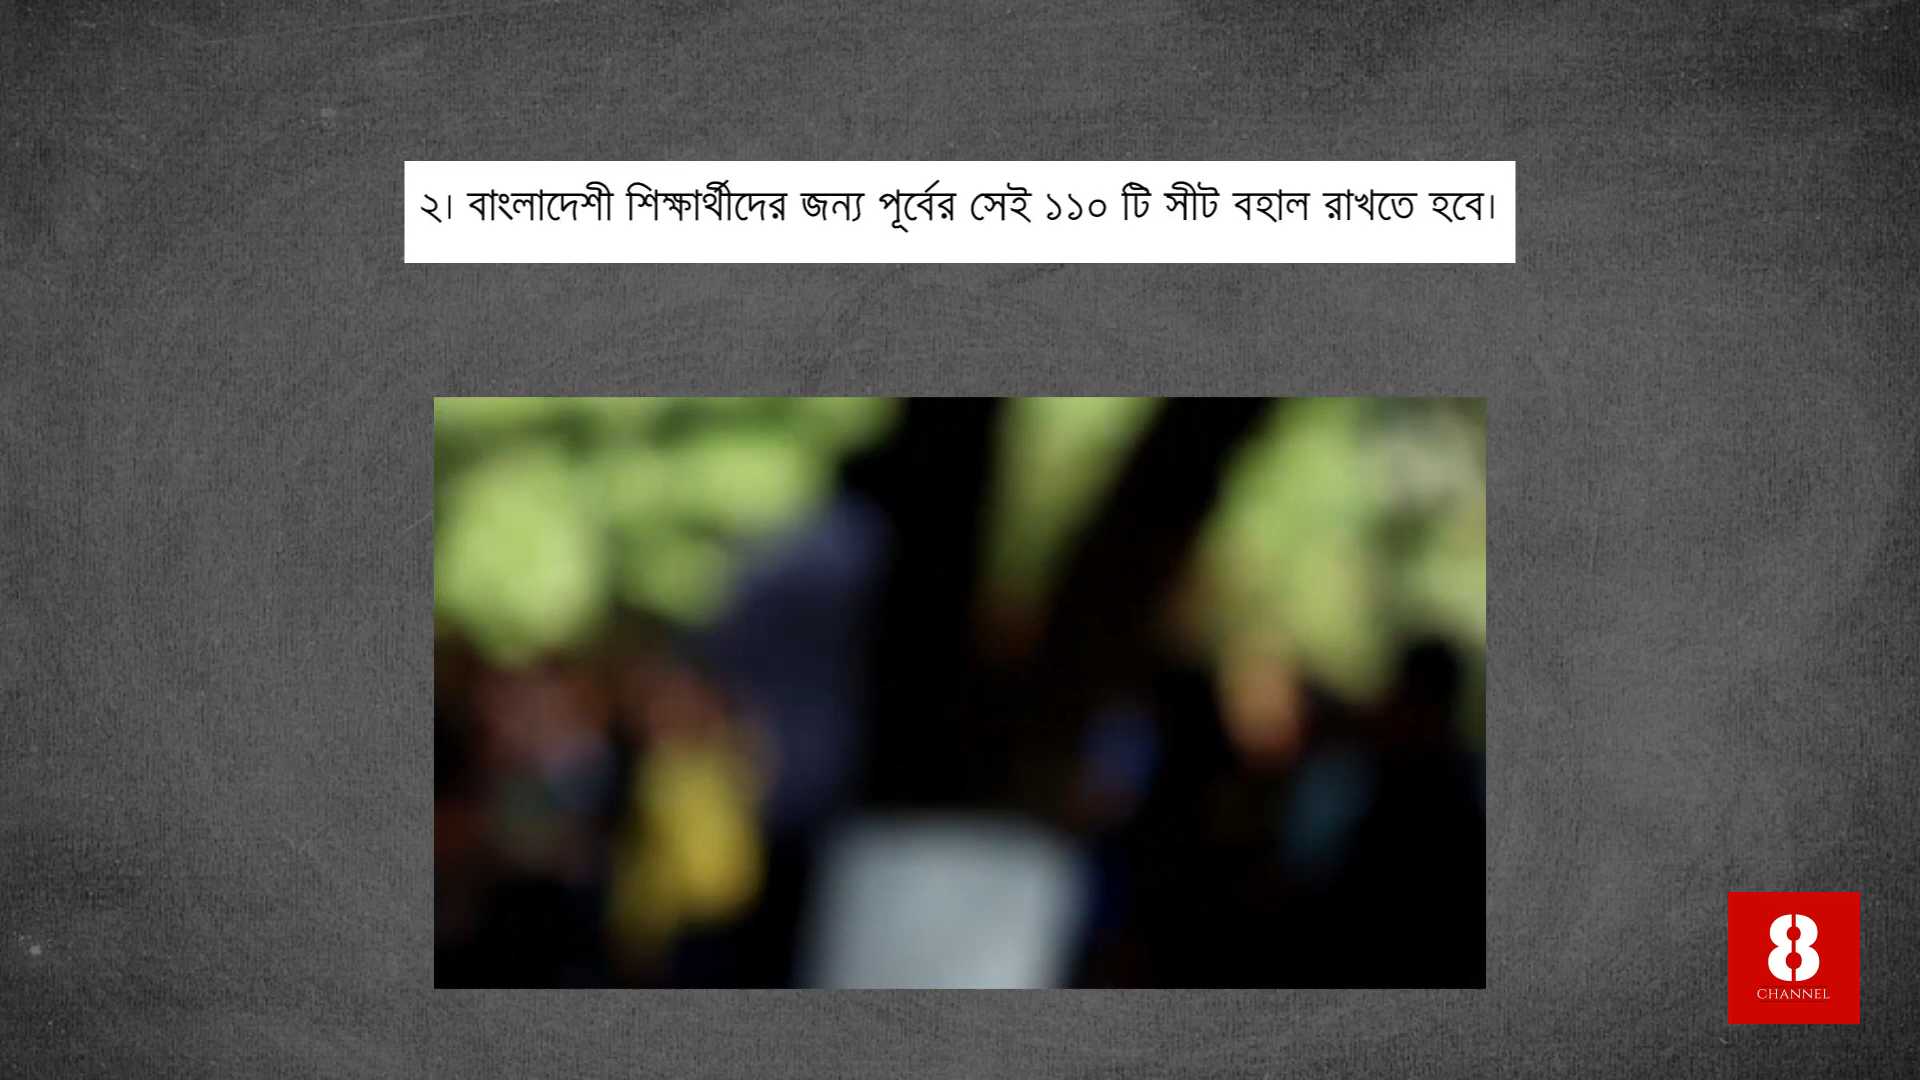 ২। বাংলাদেশী শিক্ষার্থীদের জন্য পূর্বের সেই ১১০ টি সীট বহাল রাখতে হবে।
8
CHANNEL